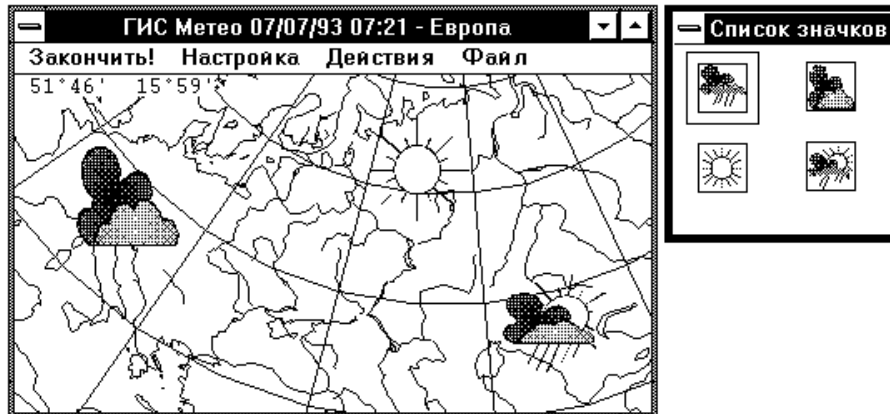 ГИС Метео 07/07/93 07:21 - Европа
Закончить! Настройка Действия Файл
51°46' 15°59'
Список значков